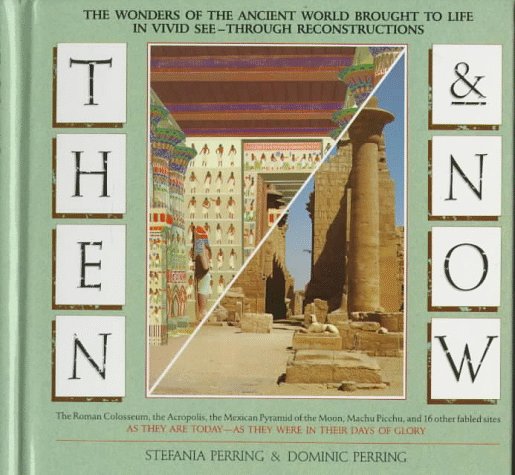 THE WONDERS OF THE ANCIENT WORLD BROUGHT TO LIFE
IN VIVID SEE–THROUGH RECONSTRUCTIONS
THEN
& NOW
The Roman Colosseum, the Acropolis, the Mexican Pyramid of the Moon, Machu Picchu, and 16 other fabled sites
AS THEY ARE TODAY—AS THEY WERE IN THEIR DAYS OF GLORY
STEFANIA PERRING & DOMINIC PERRING